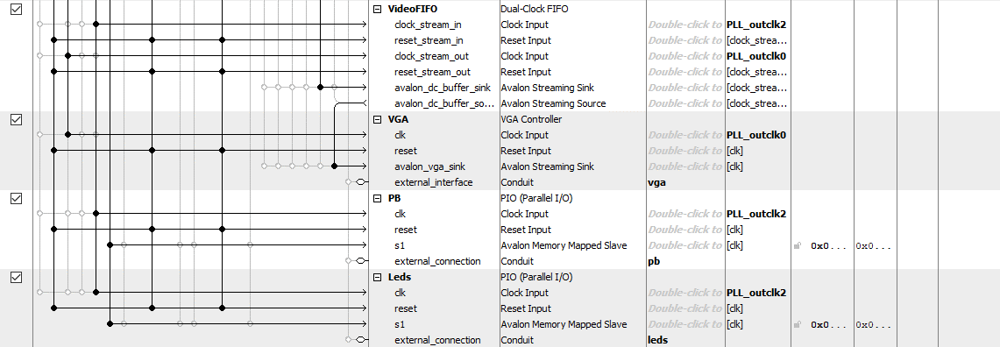 VideoFIFO Dual-Clock FIFO
clock_stream_in Clock Input Double-click to PLL_outclk2
reset_stream_in Reset Input Double-click to [clock_strea...
clock_stream_out Clock Input Double-click to PLL_outclk0
reset_stream_out Reset Input Double-click to [clock_strea...
avalon_dc_buffer_sink Avalon Streaming Sink Double-click to [clock_strea...
avalon_dc_buffer_so... Avalon Streaming Source Double-click to [clock_strea...
VGA VGA Controller
clk Clock Input Double-click to PLL_outclk0
reset Reset Input Double-click to [clk]
avalon_vga_sink Avalon Streaming Sink Double-click to [clk]
external_interface Conduit vga
PB PIO (Parallel I/O)
clk Clock Input Double-click to PLL_outclk2
reset Reset Input Double-click to [clk]
s1 Avalon Memory Mapped Slave Double-click to [clk] 0x0... 0x0...
external_connection Conduit pb
Leds PIO (Parallel I/O)
clk Clock Input Double-click to PLL_outclk2
reset Reset Input Double-click to [clk]
s1 Avalon Memory Mapped Slave Double-click to [clk] 0x0... 0x0...
external_connection Conduit leds